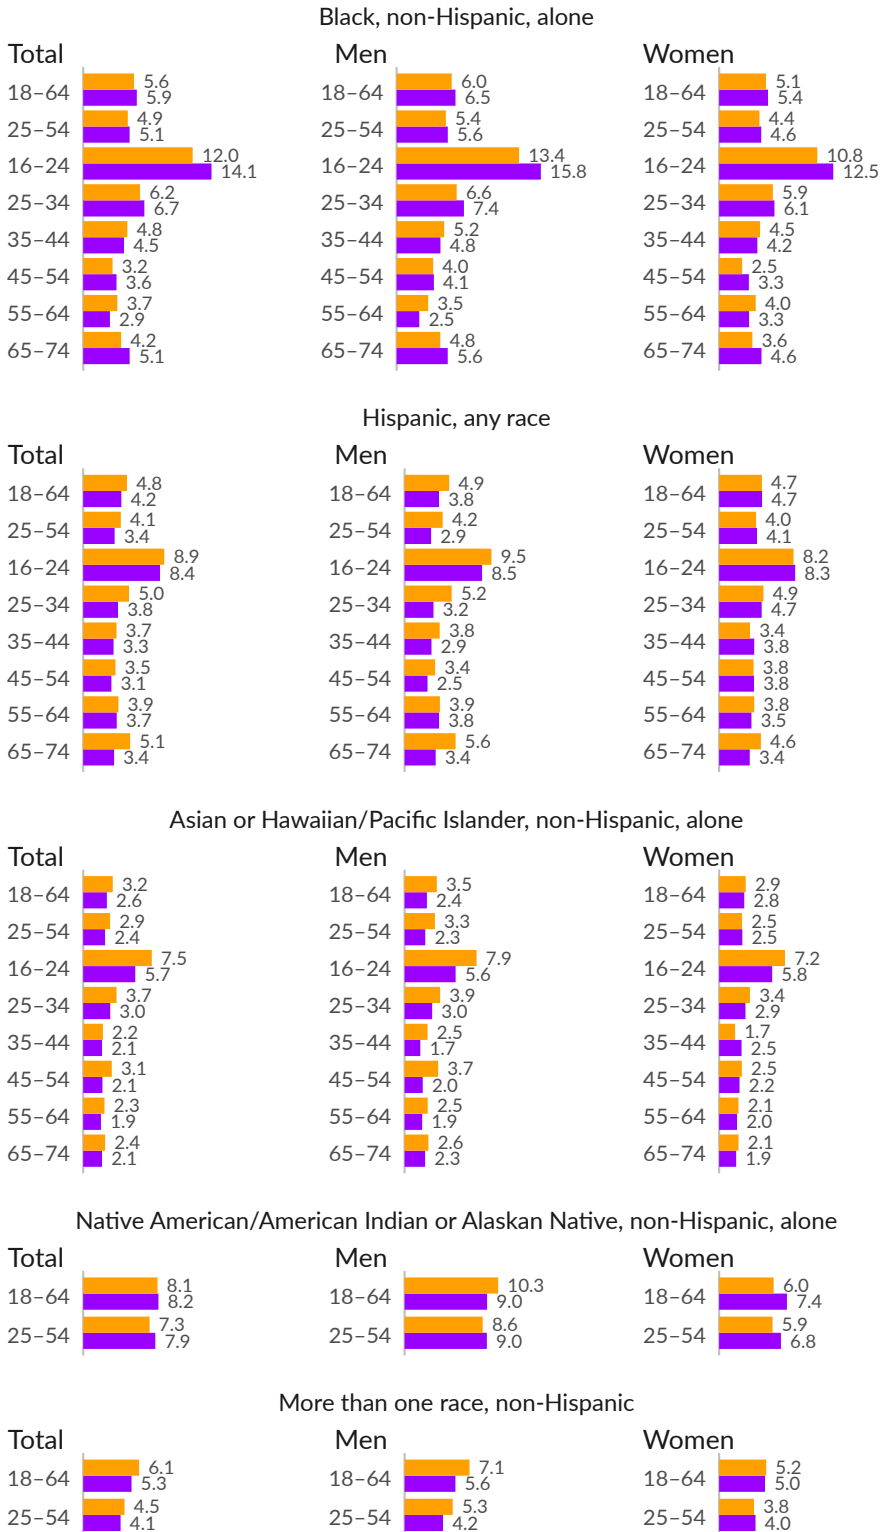 Black, non-Hispanic, alone
Total Men Women
5.6 6.0 5.1
18–64 18–64 18–64
5.9 6.5 5.4
4.9 5.4 4.4
25–54 25–54 25–54
5.1 5.6 4.6
12.0 13.4 10.8
16–24 16–24 16–24
14.1 15.8 12.5
6.2 6.6 5.9
25–34 25–34 25–34
6.7 7.4 6.1
4.8 5.2 4.5
35–44 35–44 35–44
4.5 4.8 4.2
3.2 4.0 2.5
45–54 45–54 45–54
3.6 4.1 3.3
3.7 3.5 4.0
55–64 55–64 55–64
2.9 2.5 3.3
4.2 4.8 3.6
65–74 65–74 65–74
5.1 5.6 4.6
Hispanic, any race
Total Men Women
4.8 4.9 4.7
18–64 18–64 18–64
4.2 3.8 4.7
4.1 4.2 4.0
25–54 25–54 25–54
3.4 2.9 4.1
8.9 9.5 8.2
16–24 16–24 16–24
8.4 8.5 8.3
5.0 5.2 4.9
25–34 25–34 25–34
3.8 3.2 4.7
3.7 3.8 3.4
35–44 35–44 35–44
3.3 2.9 3.8
3.5 3.4 3.8
45–54 45–54 45–54
3.1 2.5 3.8
3.9 3.9 3.8
55–64 55–64 55–64
3.7 3.8 3.5
5.1 5.6 4.6
65–74 65–74 65–74
3.4 3.4 3.4
Asian or Hawaiian/Pacific Islander, non-Hispanic, alone
Total Men Women
3.2 3.5 2.9
18–64 18–64 18–64
2.6 2.4 2.8
2.9 3.3 2.5
25–54 25–54 25–54
2.4 2.3 2.5
7.5 7.9 7.2
16–24 16–24 16–24
5.7 5.6 5.8
3.7 3.9 3.4
25–34 25–34 25–34
3.0 3.0 2.9
2.2 2.5 1.7
35–44 35–44 35–44
2.1 1.7 2.5
3.1 3.7 2.5
45–54 45–54 45–54
2.1 2.0 2.2
2.3 2.5 2.1
55–64 55–64 55–64
1.9 1.9 2.0
2.4 2.6 2.1
65–74 65–74 65–74
2.1 2.3 1.9
Native American/American Indian or Alaskan Native, non-Hispanic, alone
Total Men Women
8.1 10.3 6.0
18–64 18–64 18–64
8.2 9.0 7.4
7.3 8.6 5.9
25–54 25–54 25–54
7.9 9.0 6.8
More than one race, non-Hispanic
Total Men Women
6.1 7.1 5.2
18–64 18–64 18–64
5.3 5.6 5.0
4.5 5.3 3.8
25–54 25–54 25–54
4.1 4.2 4.0